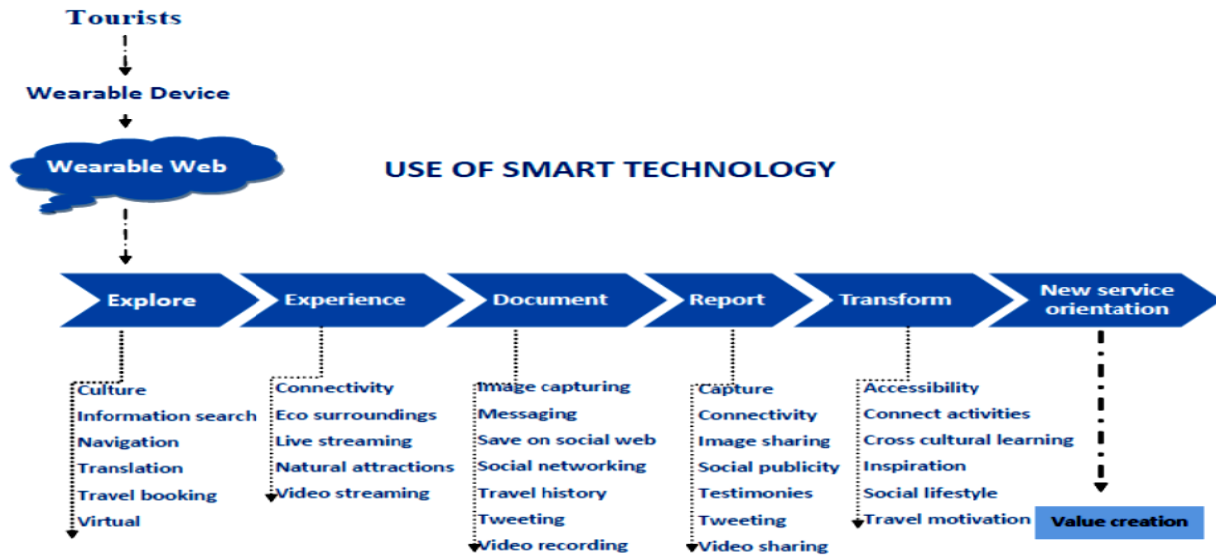 Tourists
Wearable Device
Wearable Web
USE OF SMART TECHNOLOGY
Explore
Experience
Document
Report
Transform
New service
orientation
Culture
Information search
Navigation
Translation
Travel booking
Virtual
Connectivity
Eco surroundings
Live streaming
Natural attractions
Video streaming
Image capturing
Messaging
Save on social web
Social networking
Travel history
Tweeting
Video recording
Capture
Connectivity
Image sharing
Social publicity
Testimonies
Tweeting
Video sharing
Accessibility
Connect activities
Cross cultural learning
Inspiration
Social lifestyle
Travel motivation
Value creation